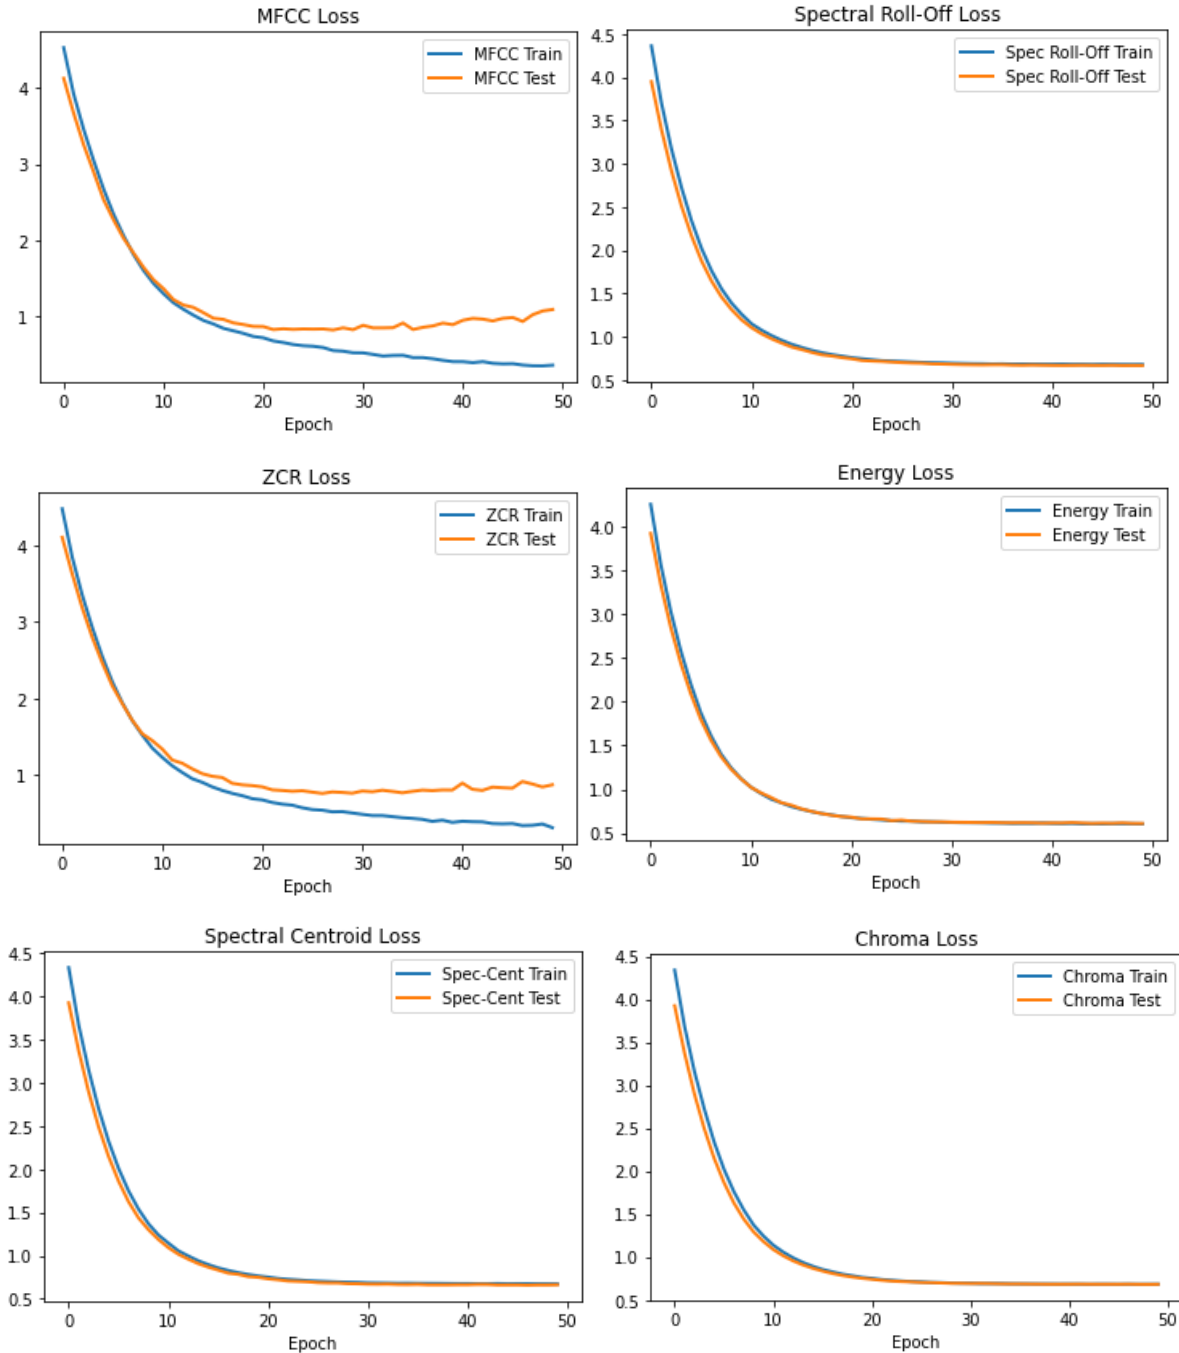 MFCC Loss
MFCC Train
MFCC Test
4
3
2
1
0 10 20 30 40 50
Epoch
Spectral Roll-Off Loss
Spec Roll-Off Train
Spec Roll-Off Test
4.5
4.0
3.5
3.0
2.5
2.0
1.5
1.0
0.5
0 10 20 30 40 50
Epoch
ZCR Loss
ZCR Train
ZCR Test
4
3
2
1
0 10 20 30 40 50
Epoch
Energy Loss
Energy Train
Energy Test
4.0
3.5
3.0
2.5
2.0
1.5
1.0
0.5
0 10 20 30 40 50
Epoch
Spectral Centroid Loss
Spec-Cent Train
Spec-Cent Test
4.5
4.0
3.5
3.0
2.5
2.0
1.5
1.0
0.5
0 10 20 30 40 50
Epoch
Chroma Loss
Chroma Train
Chroma Test
4.5
4.0
3.5
3.0
2.5
2.0
1.5
1.0
0.5
0 10 20 30 40 50
Epoch